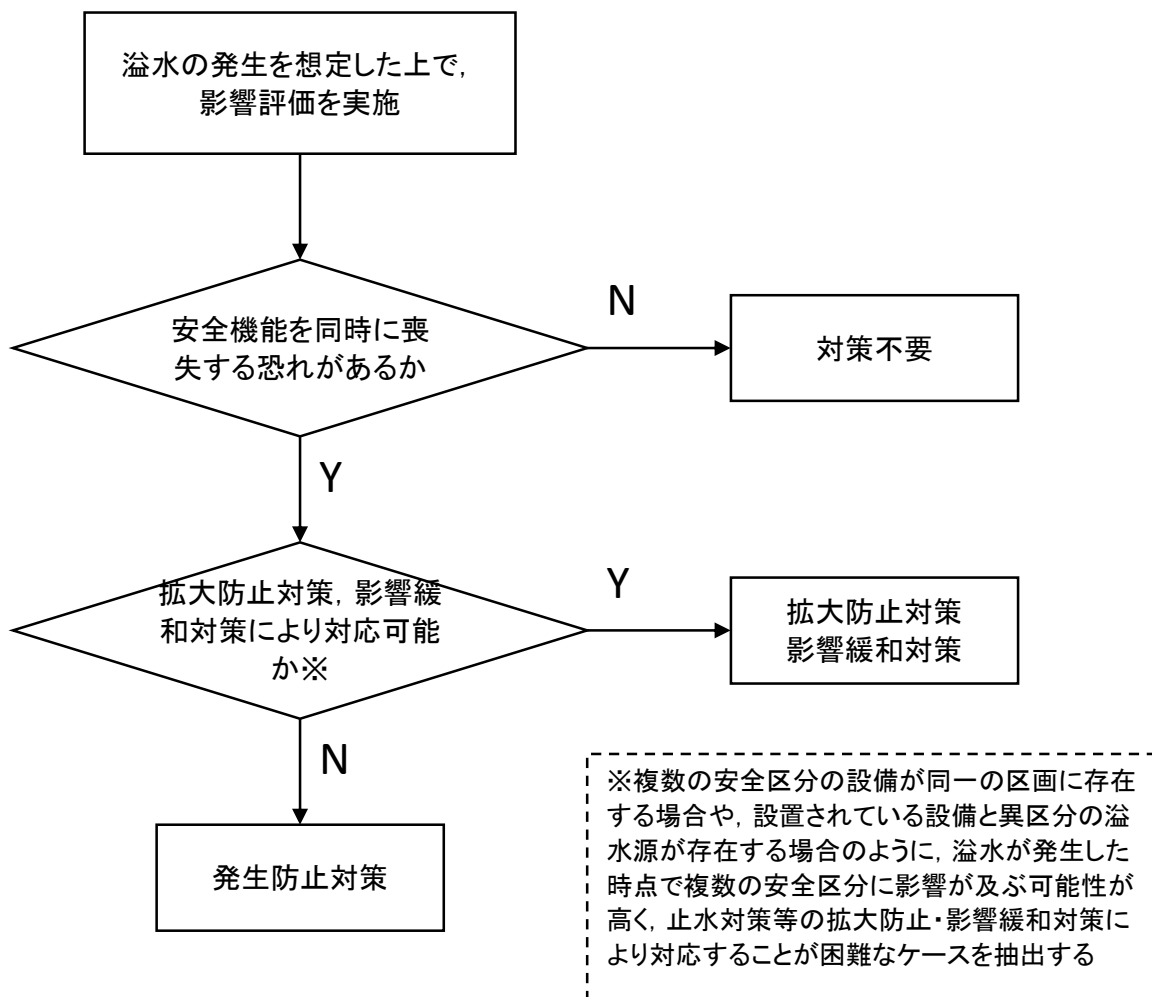 溢水の発生を想定した上で,
影響評価を実施
安全機能を同時に喪
失する恐れがあるか
N
対策不要
Y
拡大防止対策, 影響緩
和対策により対応可能
か※
Y
拡大防止対策
影響緩和対策
N
発生防止対策
※複数の安全区分の設備が同一の区画に存在
する場合や, 設置されている設備と異区分の溢
水源が存在する場合のように, 溢水が発生した
時点で複数の安全区分に影響が及ぶ可能性が
高く, 止水対策等の拡大防止・影響緩和対策に
より対応することが困難なケースを抽出する